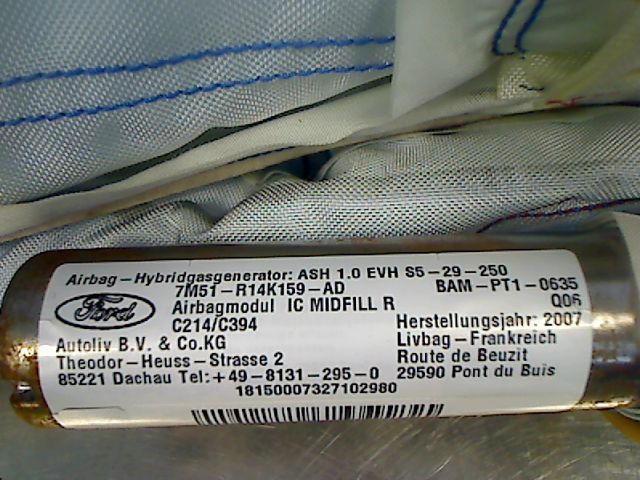 Airbag-Hybridgasgenerator: ASH 1.0 EVH S5-29-250
7M51-R14K159-AD BAM-PT1-0635
Ford Airbagmodul IC MIDFILL R Q06
C214/C394 Herstellungsjahr: 2007
Autoliv B.V. & Co.KG Livbag-Frankreich
Theodor-Heuss-Strasse 2 Route de Beuzit
85221 Dachau Tel:+49-8131-295-0 29590 Pont du Buis
18150007327102980